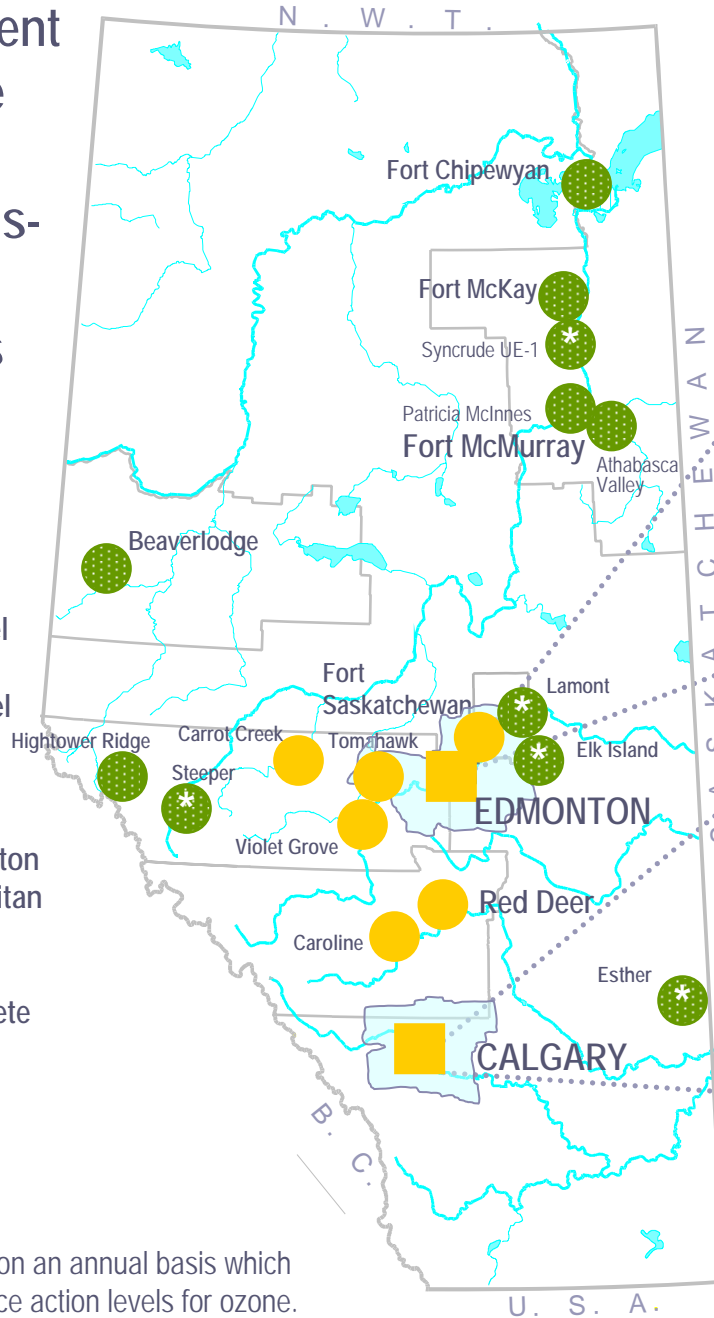 ent
N. W. T.
e
Fort Chipewyan
s-
Fort McKay
*
Syncrude UE-1
s
Patricia McInnes
Fort McMurray
Athabasca
Valley
SASKATCHEWAN
Beaverlodge
el
Fort
Saskatchewan
Lamont
*
el
Carrot Creek
Tomahawk
Hightower Ridge
Elk Island
*
Steeper
*
EDMONTON
Violet Grove
ton
itan
Red Deer
Caroline
Esther
*
ete
CALGARY
B. C.
on an annual basis which
ce action levels for ozone.
U. S. A.